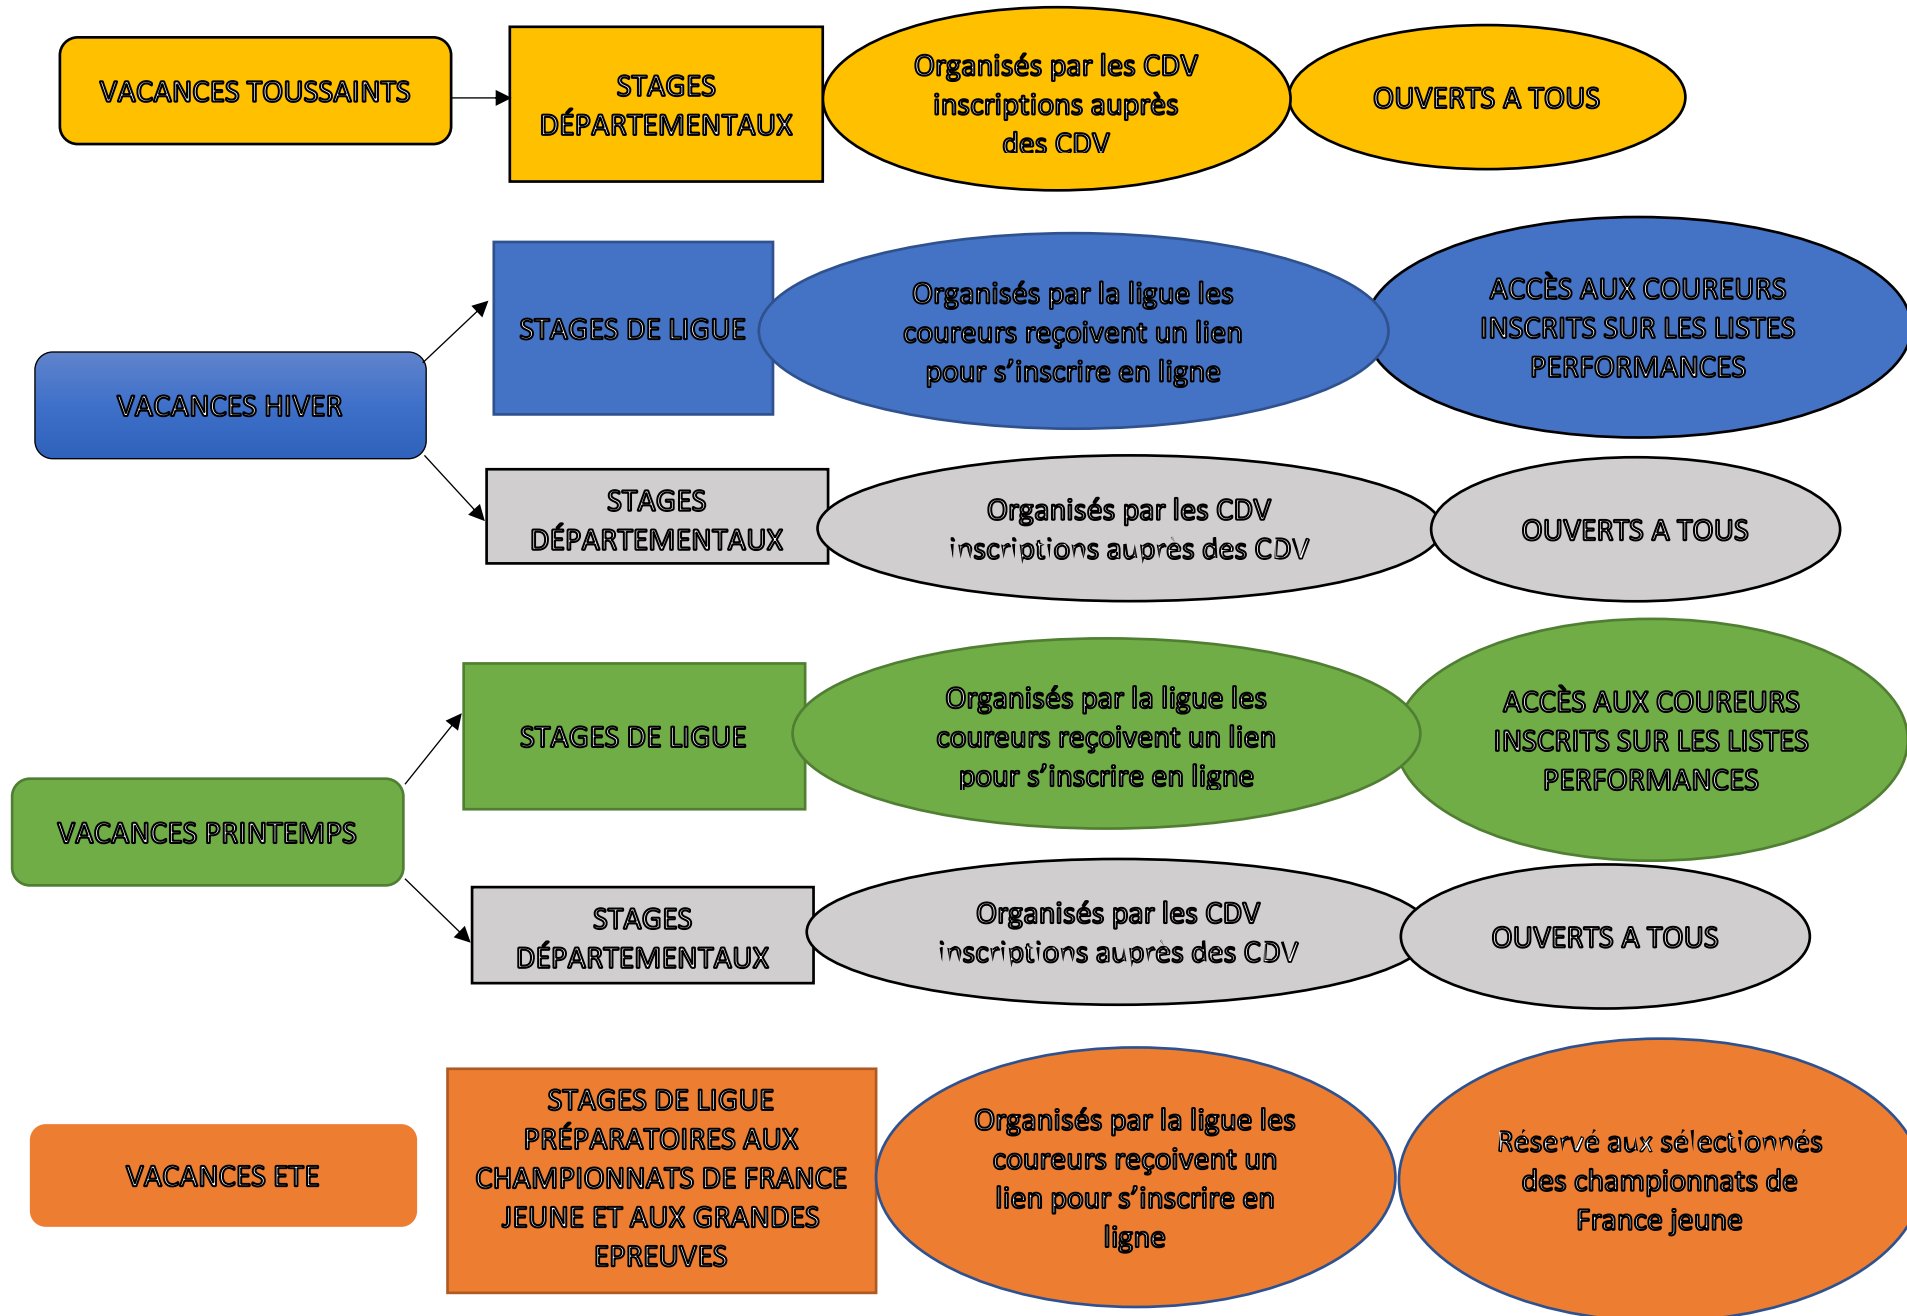 VACANCES TOUSSAINTS
STAGES
DÉPARTEMENTAUX
Organisés par les CDV
inscriptions auprès
des CDV
OUVERTS A TOUS
VACANCES HIVER
STAGES DE LIGUE
Organisés par la ligue les
coureurs reçoivent un lien
pour s’inscrire en ligne
ACCÈS AUX COUREURS
INSCRITS SUR LES LISTES
PERFORMANCES
STAGES
DÉPARTEMENTAUX
Organisés par les CDV
inscriptions auprès des CDV
OUVERTS A TOUS
VACANCES PRINTEMPS
STAGES DE LIGUE
Organisés par la ligue les
coureurs reçoivent un lien
pour s’inscrire en ligne
ACCÈS AUX COUREURS
INSCRITS SUR LES LISTES
PERFORMANCES
STAGES
DÉPARTEMENTAUX
Organisés par les CDV
inscriptions auprès des CDV
OUVERTS A TOUS
VACANCES ETE
STAGES DE LIGUE
PRÉPARATOIRES AUX
CHAMPIONNATS DE FRANCE
JEUNE ET AUX GRANDES
EPREUVES
Organisés par la ligue les
coureurs reçoivent un
lien pour s’inscrire en
ligne
Réservé aux sélectionnés
des championnats de
France jeune